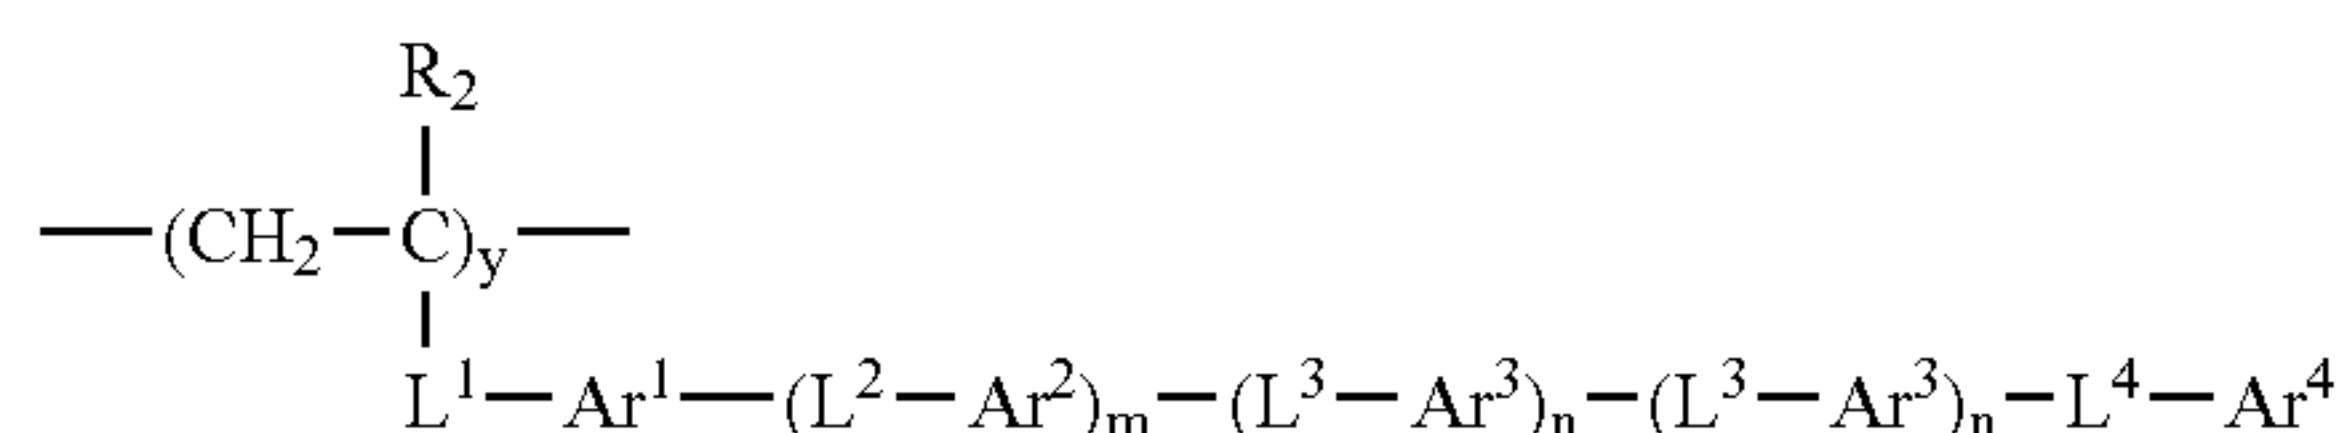 R₂
—(CH₂—C)y—
L¹—Ar¹—(L²—Ar²)m—(L³—Ar³)n—(L³—Ar³)n—L⁴—Ar⁴